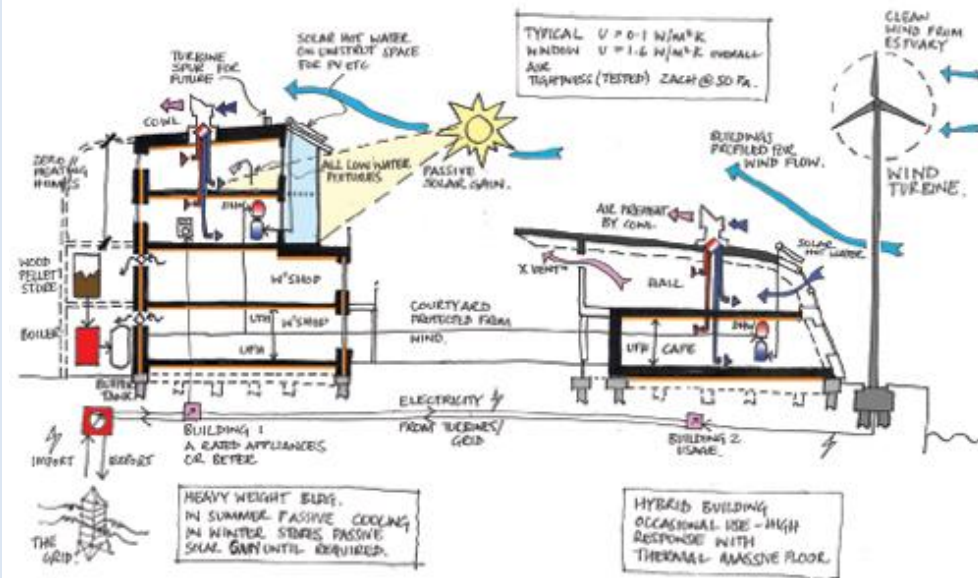 TURBINE
SPUR FOR
FUTURE
SOLAR HOT WATER
ON UNISTRUT SPACE
FOR PV ETC
TYPICAL U > 0.1 W/m²K
WINDOW U > 1.6 W/m²K OVERALL
AIR
TIGHTNESS (TESTED) 2ACH @ 50 Pa.
CLEAN
WIND FROM
ESTUARY
COWL
ZERO
HEATING
HOMES
ALL LOW WATER
FIXTURES
PASSIVE
SOLAR GAIN.
BUILDINGS
PROFILED FOR
WIND FLOW.
WIND
TURBINE.
AIR PREHEAT
BY COWL
SOLAR
HOT WATER
X VENT
DHW
WOOD
PELLET
STORE
W'SHOP
HALL
BOILER
UFH
W'SHOP
UFH
COURTYARD
PROTECTED FROM
WIND.
DHW
UFH
CAFE
BUFFER
TANK
ELECTRICITY
FROM TURBINES/
GRID
IMPORT
EXPORT
BUILDING 1
A RATED APPLIANCES
OR BETER
BUILDING 2
USAGE.
THE
GRID.
HEAVY WEIGHT BLDG.
IN SUMMER PASSIVE COOLING
IN WINTER STORES PASSIVE
SOLAR GAIN UNTIL REQUIRED.
HYBRID BUILDING
OCCASIONAL USE - HIGH
RESPONSE WITH
THERMAL MASSIVE FLOOR